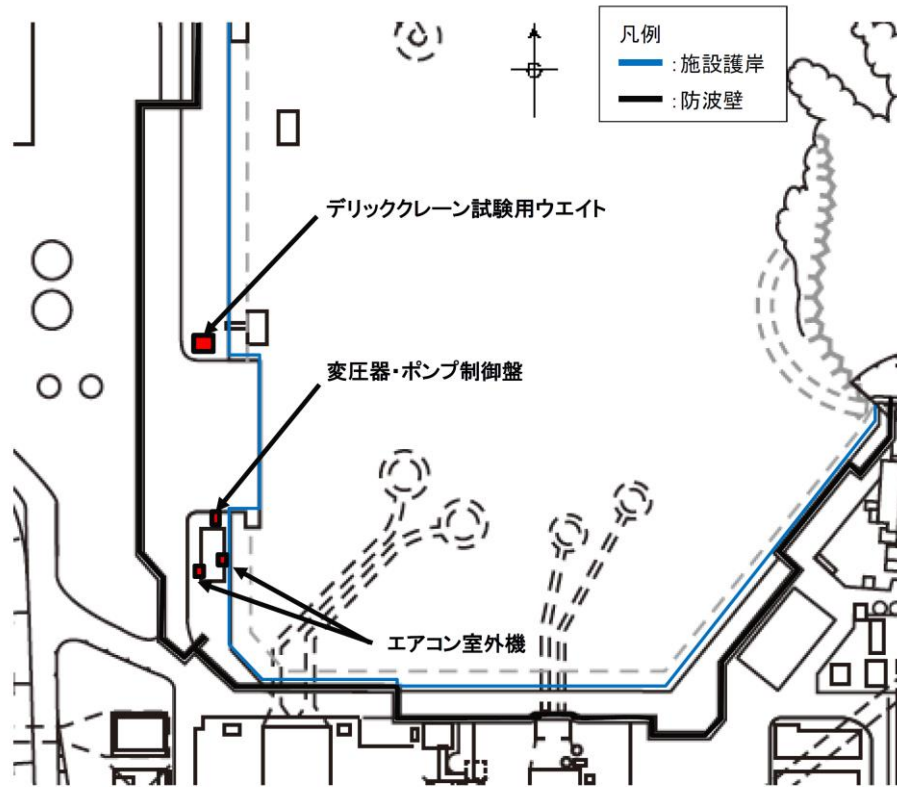 凡例
:施設護岸
:防波壁
デリッククレーン試験用ウエイト
変圧器・ポンプ制御盤
エアコン室外機